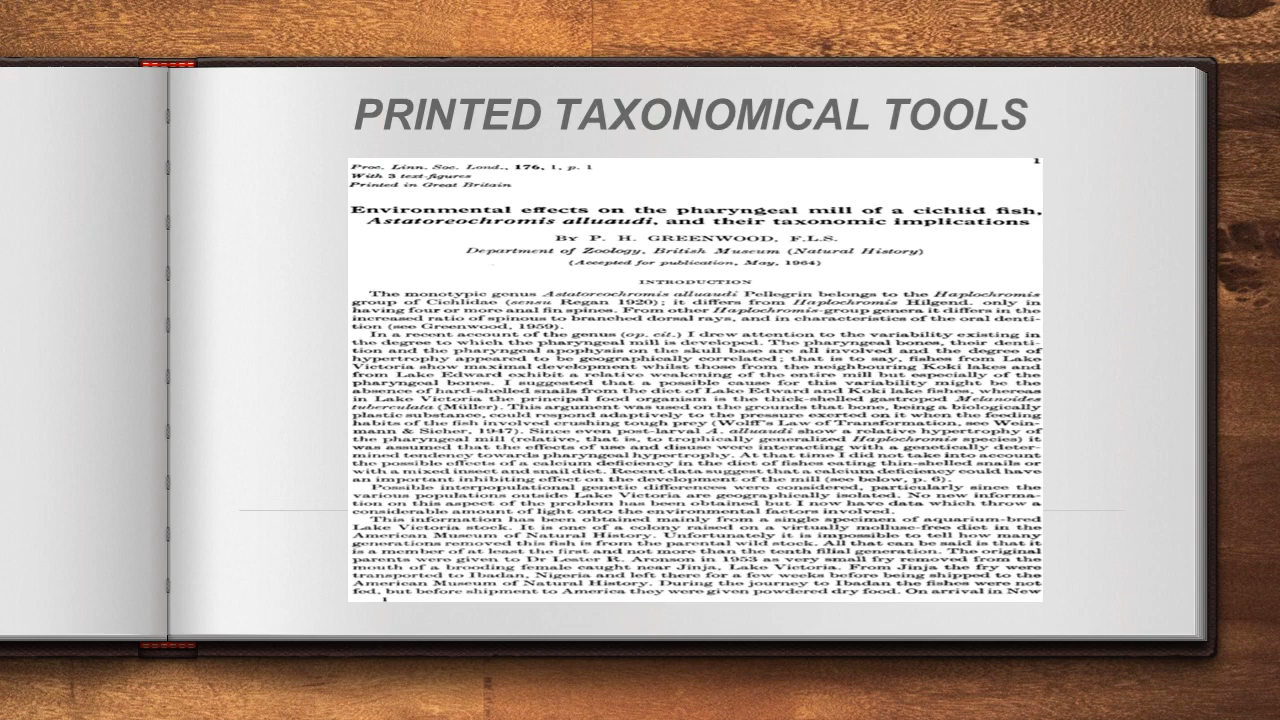 PRINTED TAXONOMICAL TOOLS
1
Proc. Linn. Soc. Lond., 176, 1, p. 1
With 3 text-figures
Printed in Great Britain
Environmental effects on the pharyngeal mill of a cichlid fish,
Astatoreochromis alluaudi, and their taxonomic implications
By P. H. GREENWOOD, F.L.S.
Department of Zoology, British Museum (Natural History)
(Accepted for publication, May, 1964)
INTRODUCTION
The monotypic genus Astatoreochromis alluaudi Pellegrin belongs to the Haplochromis
group of Cichlidae (sensu Regan 1920); it differs from Haplochromis Hilgend. only in
having four or more anal fin spines. From other Haplochromis-group genera it differs in the
increased ratio of spinous to branched dorsal rays, and in characteristics of the oral denti-
tion (see Greenwood, 1959).
In a recent account of the genus (op. cit.) I drew attention to the variability existing in
the degree to which the pharyngeal mill is developed. The pharyngeal bones, their denti-
tion and the pharyngeal apophysis on the skull base are all involved and the degree of
hypertrophy appeared to be geographically correlated; that is to say, fishes from Lake
Victoria show maximal development whilst those from the neighbouring Koki lakes and
from Lake Edward exhibit a relative weakening of the entire mill but especially of the
pharyngeal bones. I suggested that a possible cause for this variability might be the
absence of hard-shelled snails from the diet of Lake Edward and Koki lake fishes, whereas
in Lake Victoria the principal food organism is the thick-shelled gastropod Melanoides
tuberculata (Müller). This argument was used on the grounds that bone, being a biologically
plastic substance, could respond adaptively to the pressure exerted on it when the feeding
habits of the fish involved crushing tough prey (Wolff's Law of Transformation, see Wein-
mann & Sicher, 1947). Since even post-larval A. alluaudi show a relative hypertrophy of
the pharyngeal mill (relative, that is, to trophically generalized Haplochromis species) it
was assumed that the effects of use and disuse were interacting with a genetically deter-
mined tendency towards pharyngeal hypertrophy. At that time I did not take into account
the possible effects of a calcium deficiency in the diet of fishes eating thin-shelled snails or
with a mixed insect and snail diet. Recent data suggest that a calcium deficiency could have
an important inhibiting effect on the development of the mill (see below, p. 6).
Possible interpopulational genetic differences were considered, particularly since the
various populations outside Lake Victoria are geographically isolated. No new informa-
tion on this aspect of the problem has been obtained but I now have data which throw a
considerable amount of light onto the environmental factors involved.
This information has been obtained mainly from a single specimen of aquarium-bred
Lake Victoria stock. It is one of a colony raised on a virtually mollusc-free diet in the
American Museum of Natural History. Unfortunately it is impossible to tell how many
generations removed this fish is from the parental wild stock. All that can be said is that it
is a member of at least the first and not more than the tenth filial generation. The original
parents were given to Dr Lester R. Aronson in 1953 as very small fry removed from the
mouth of a brooding female caught near Jinja, Lake Victoria. From Jinja the fry were
transported to Ibadan, Nigeria and left there for a few weeks before being shipped to the
American Museum of Natural History. During the journey to Ibadan the fishes were not
fed, but before shipment to America they were given powdered dry food. On arrival in New
1